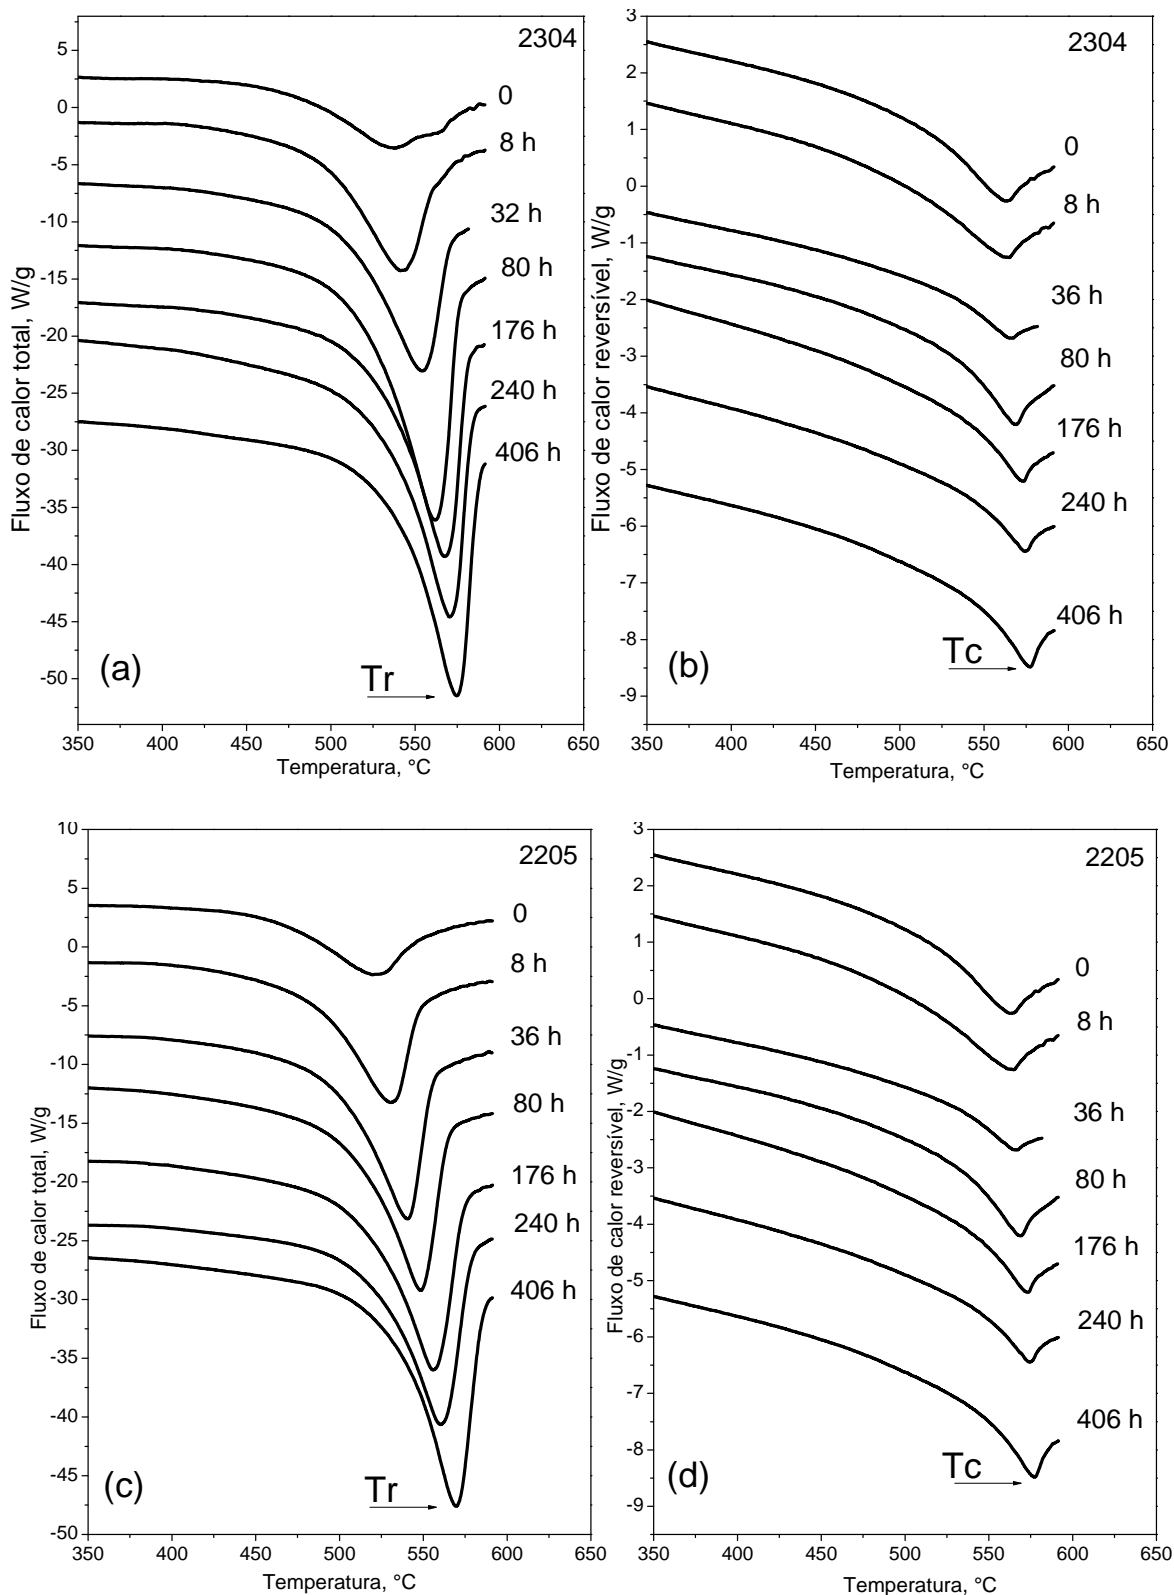 2304
5
0
-5
-10
-15
-20
-25
-30
-35
-40
-45
-50
Fluxo de calor total, W/g
0
8 h
32 h
80 h
176 h
240 h
406 h
(a)
Tr
350 400 450 500 550 600 650
Temperatura, °C
2304
3
2
1
0
-1
-2
-3
-4
-5
-6
-7
-8
-9
Fluxo de calor reversível, W/g
0
8 h
36 h
80 h
176 h
240 h
406 h
(b)
Tc
350 400 450 500 550 600 650
Temperatura, °C
2205
10
5
0
-5
-10
-15
-20
-25
-30
-35
-40
-45
-50
Fluxo de calor total, W/g
0
8 h
36 h
80 h
176 h
240 h
406 h
(c)
Tr
350 400 450 500 550 600 650
Temperatura, °C
2205
3
2
1
0
-1
-2
-3
-4
-5
-6
-7
-8
-9
Fluxo de calor reversível, W/g
0
8 h
36 h
80 h
176 h
240 h
406 h
(d)
Tc
350 400 450 500 550 600 650
Temperatura, °C